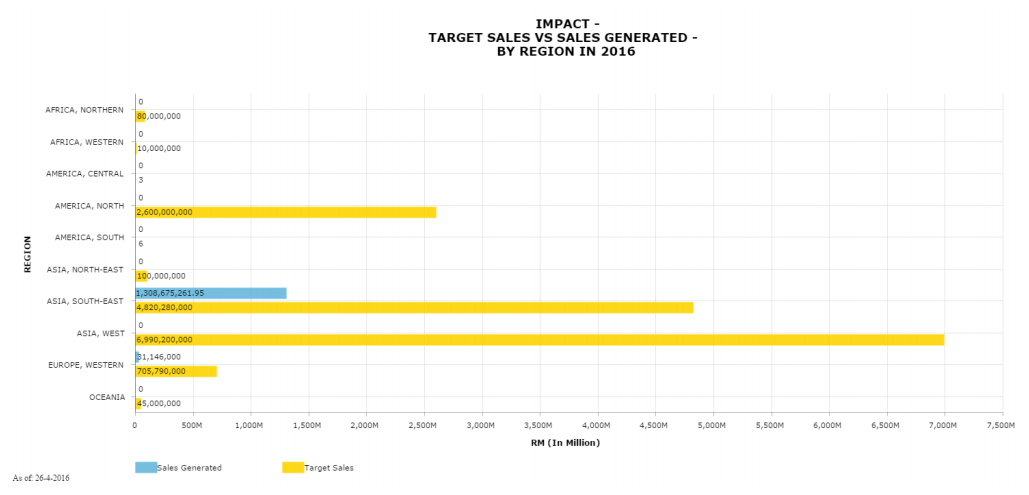 IMPACT -
TARGET SALES VS SALES GENERATED -
BY REGION IN 2016
REGION
AFRICA, NORTHERN
0
80,000,000
AFRICA, WESTERN
0
10,000,000
AMERICA, CENTRAL
0
3
AMERICA, NORTH
0
2,600,000,000
AMERICA, SOUTH
0
6
ASIA, NORTH-EAST
0
100,000,000
ASIA, SOUTH-EAST
1,308,675,261.95
4,820,280,000
ASIA, WEST
0
6,990,200,000
EUROPE, WESTERN
31,146,000
705,790,000
OCEANIA
0
45,000,000
0 500M 1,000M 1,500M 2,000M 2,500M 3,000M 3,500M 4,000M 4,500M 5,000M 5,500M 6,000M 6,500M 7,000M 7,500M
RM (In Million)
Sales Generated Target Sales
As of: 26-4-2016